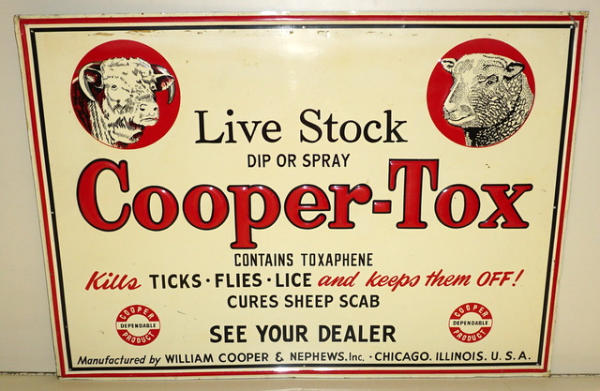 Live Stock
DIP OR SPRAY
Cooper-Tox
CONTAINS TOXAPHENE
Kills TICKS · FLIES · LICE and keeps them OFF!
CURES SHEEP SCAB
COOPER
DEPENDABLE
PRODUCT
SEE YOUR DEALER
COOPER
DEPENDABLE
PRODUCT
Manufactured by WILLIAM COOPER & NEPHEWS, Inc. · CHICAGO. ILLINOIS. U. S. A.